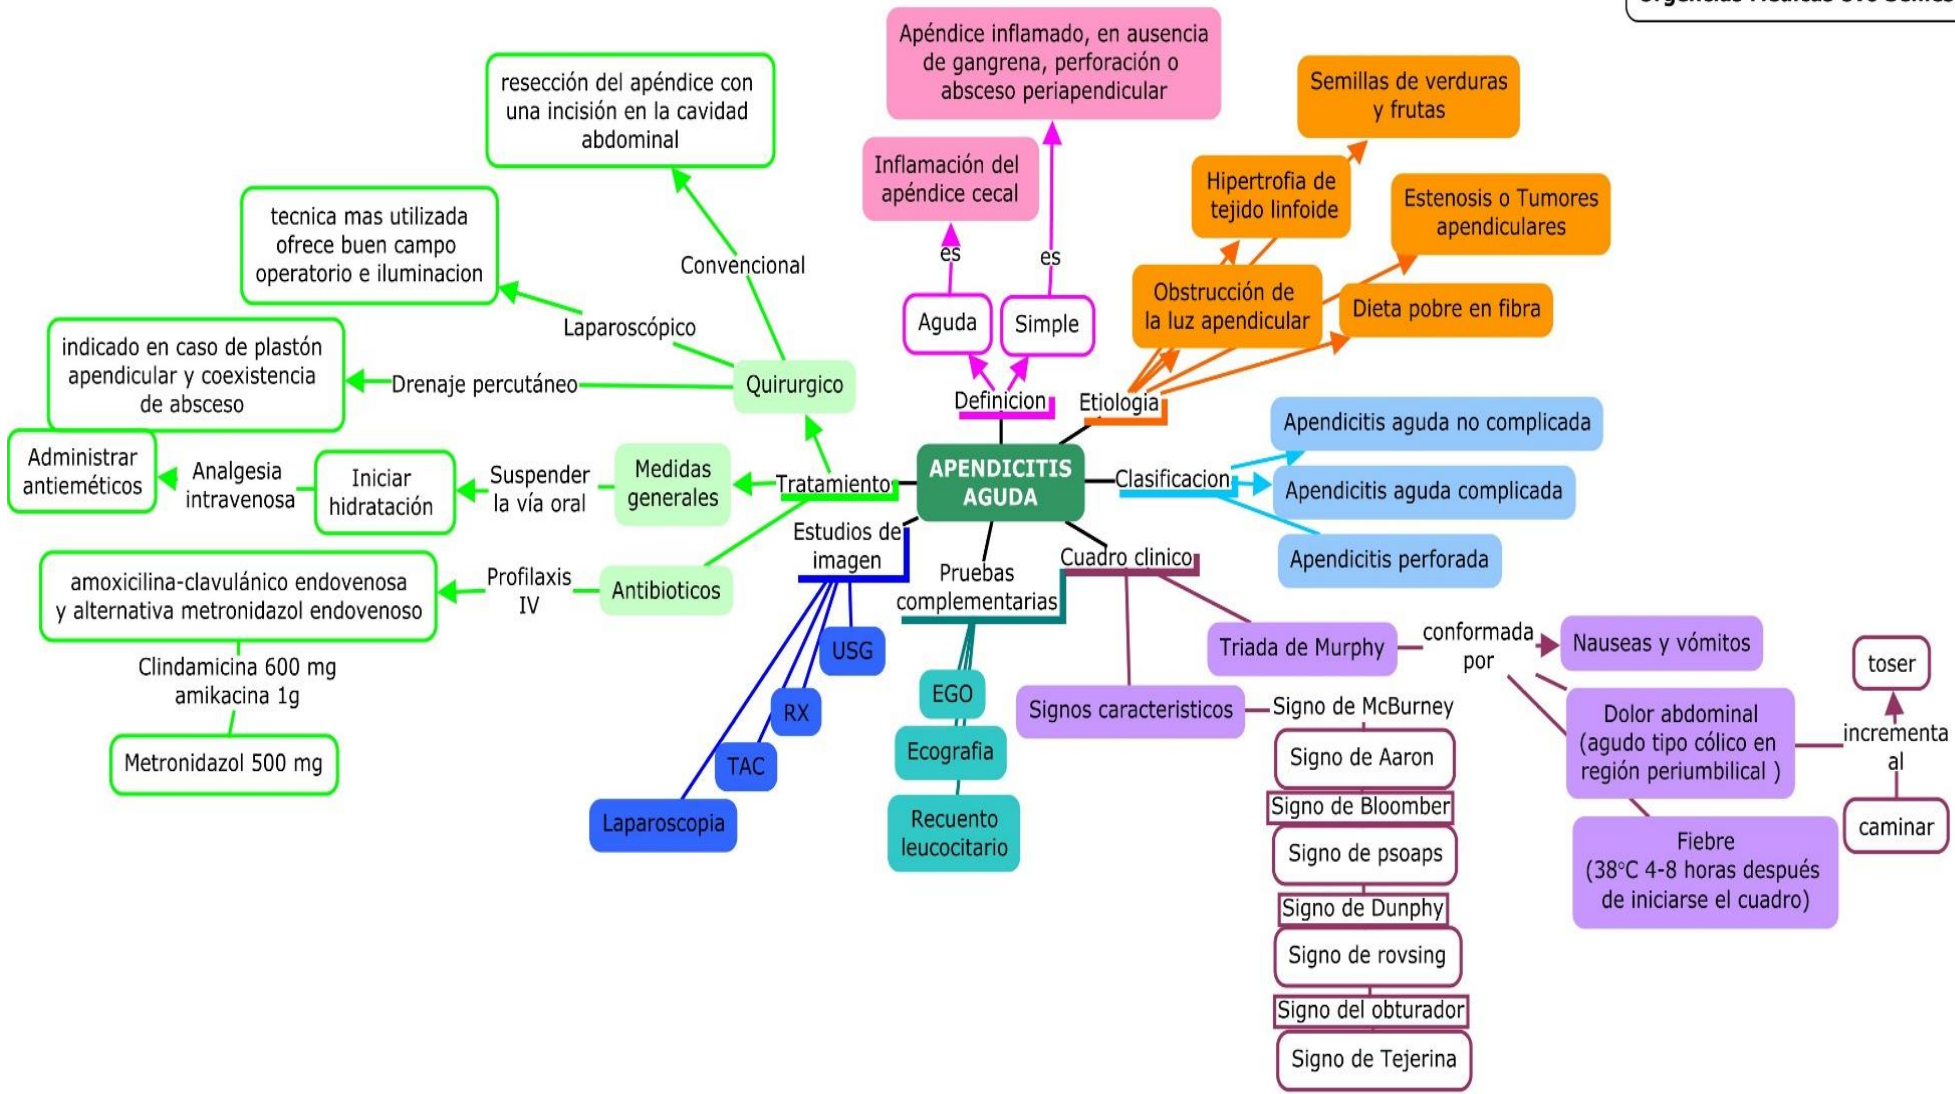 Urgencias Médicas 8vo Semes
Apéndice inflamado, en ausencia
de gangrena, perforación o
absceso periapendicular
Semillas de verduras
y frutas
resección del apéndice con
una incisión en la cavidad
abdominal
Inflamación del
apéndice cecal
Hipertrofia de
tejido linfoide
Estenosis o Tumores
apendiculares
tecnica mas utilizada
ofrece buen campo
operatorio e iluminacion
Convencional
es
es
Obstrucción de
la luz apendicular
Dieta pobre en fibra
Aguda
Simple
Laparoscópico
indicado en caso de plastón
apendicular y coexistencia
de absceso
Drenaje percutáneo
Quirurgico
Definicion
Etiologia
Apendicitis aguda no complicada
Administrar
antieméticos
Analgesia
intravenosa
Iniciar
hidratación
Suspender
la vía oral
Medidas
generales
Tratamiento
APENDICITIS
AGUDA
Clasificacion
Apendicitis aguda complicada
Estudios de
imagen
Pruebas
complementarias
Cuadro clinico
Apendicitis perforada
amoxicilina-clavulánico endovenosa
y alternativa metronidazol endovenoso
Profilaxis
IV
Antibioticos
Clindamicina 600 mg
amikacina 1g
Metronidazol 500 mg
USG
RX
TAC
Laparoscopia
EGO
Ecografia
Recuento
leucocitario
Triada de Murphy
conformada
por
Nauseas y vómitos
Signos caracteristicos
Signo de McBurney
Signo de Aaron
Signo de Bloomber
Signo de psoaps
Signo de Dunphy
Signo de rovsing
Signo del obturador
Signo de Tejerina
Dolor abdominal
(agudo tipo cólico en
región periumbilical )
toser
incrementa
al
caminar
Fiebre
(38°C 4-8 horas después
de iniciarse el cuadro)